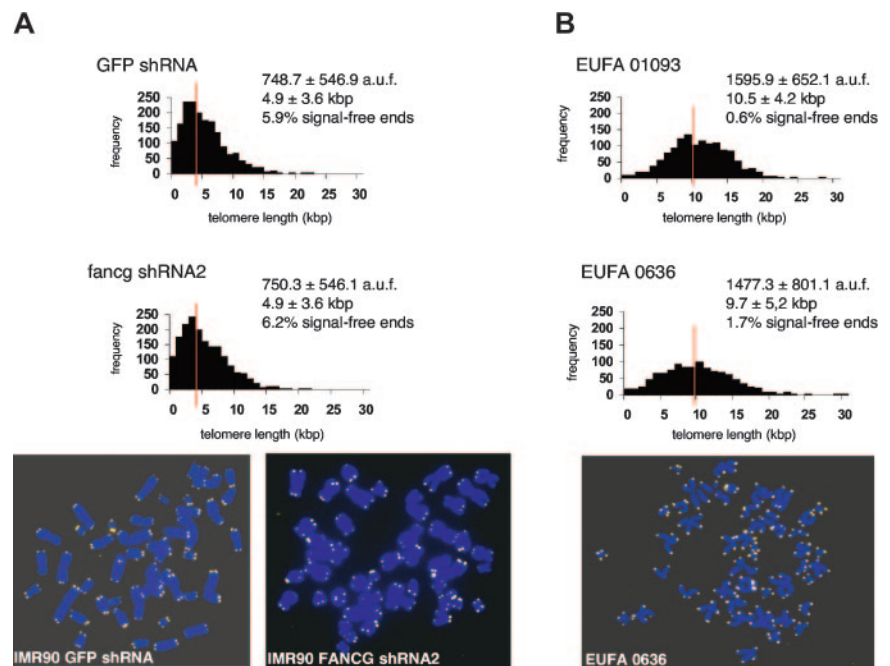 A
GFP shRNA
748.7 ± 546.9 a.u.f.
4.9 ± 3.6 kbp
5.9% signal-free ends
frequency
250
200
150
100
50
0
0 5 10 15 20 25 30
telomere length (kbp)
fancg shRNA2
750.3 ± 546.1 a.u.f.
4.9 ± 3.6 kbp
6.2% signal-free ends
frequency
250
200
150
100
50
0
0 5 10 15 20 25 30
telomere length (kbp)
IMR90 GFP shRNA
IMR90 FANCG shRNA2
B
EUFA 01093
1595.9 ± 652.1 a.u.f.
10.5 ± 4.2 kbp
0.6% signal-free ends
frequency
250
200
150
100
50
0
0 5 10 15 20 25 30
telomere length (kbp)
EUFA 0636
1477.3 ± 801.1 a.u.f.
9.7 ± 5,2 kbp
1.7% signal-free ends
frequency
250
200
150
100
50
0
0 5 10 15 20 25 30
telomere length (kbp)
EUFA 0636